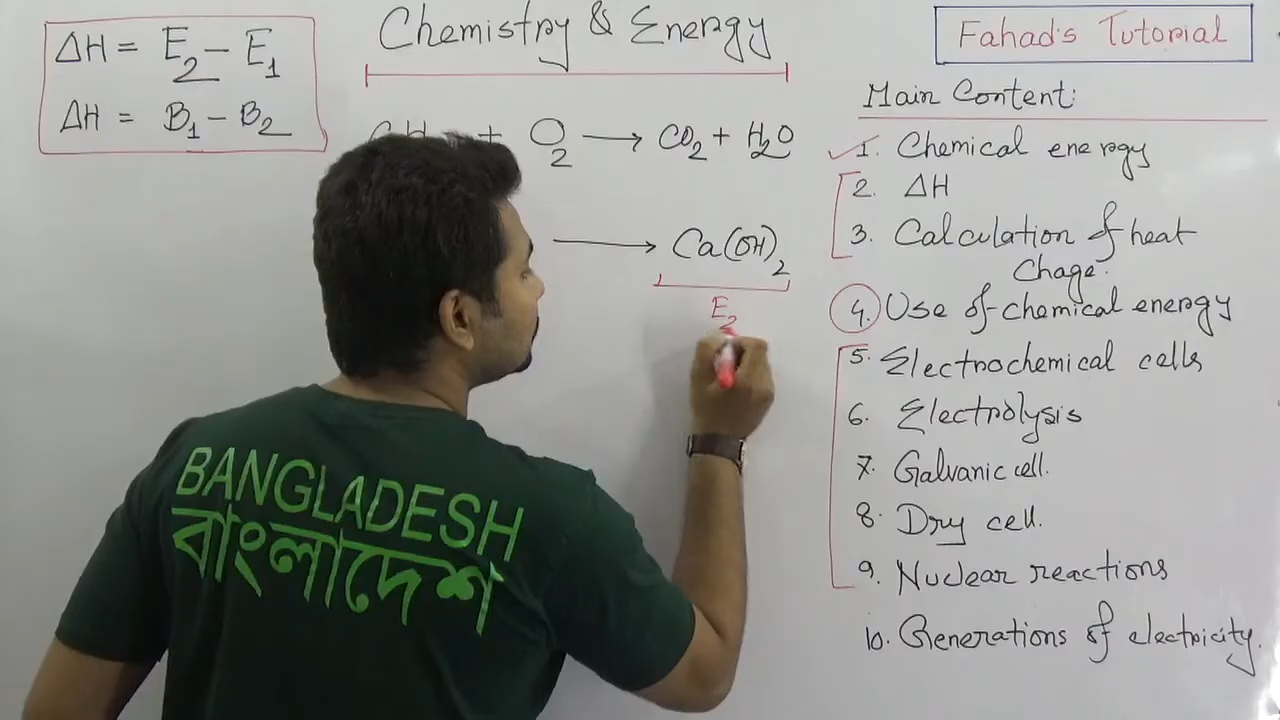 ΔH = E₂ – E₁
ΔH = B₁ – B₂
Chemistry & Energy
+ O₂ ⟶ CO₂ + H₂O
⟶ Ca(OH)₂
E₂
Fahad's Tutorial
Main Content:
1. Chemical energy
2. ΔH
3. Calculation of heat
Chage.
4. Use of chemical energy
5. Electrochemical cells
6. Electrolysis
7. Galvanic cell.
8. Dry cell.
9. Nuclear reactions
10. Generations of electricity.
BANGLADESH
বাংলাদেশ